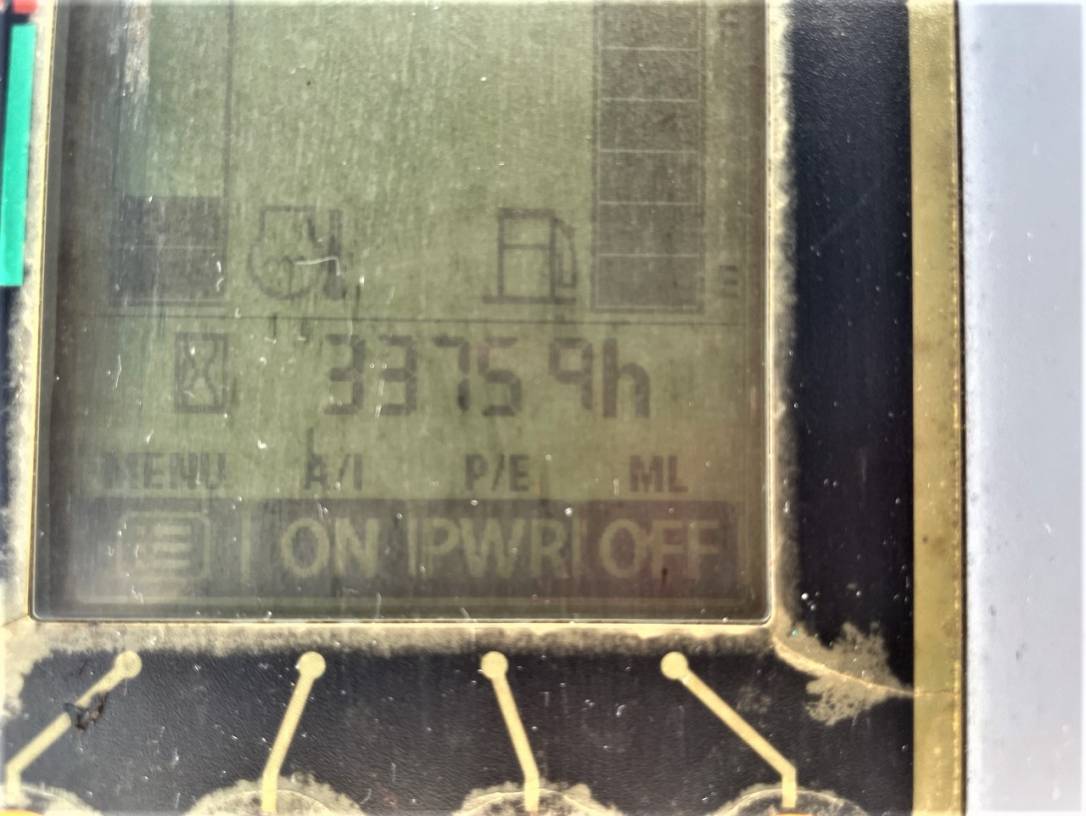 F
E
33759h
MENU A/I P/E ML
ON PWR OFF